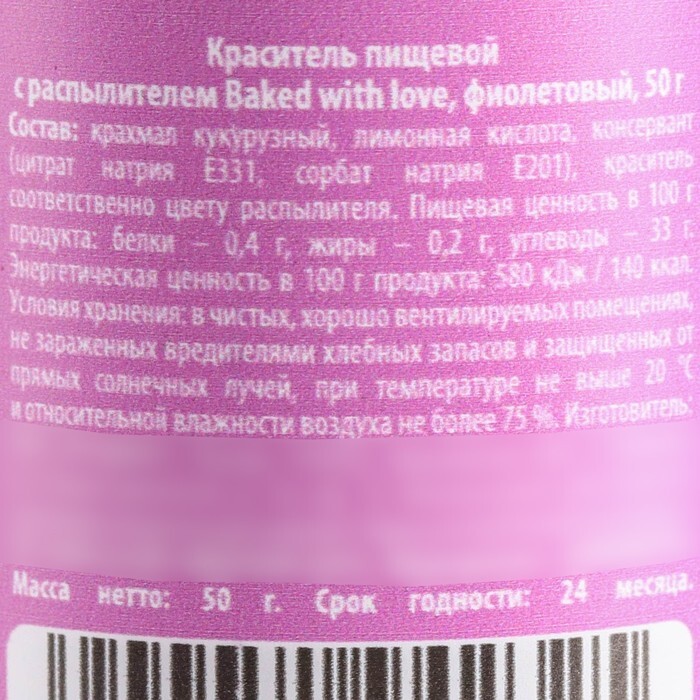 Краситель пищевой
с распылителем Baked with love, фиолетовый, 50 г
Состав: крахмал кукурузный, лимонная кислота, консервант
(цитрат натрия Е331, сорбат натрия Е201), краситель
соответственно цвету распылителя. Пищевая ценность в 100 г
продукта: белки – 0,4 г, жиры – 0,2 г, углеводы – 33 г.
Энергетическая ценность в 100 г продукта: 580 кДж / 140 ккал.
Условия хранения: в чистых, хорошо вентилируемых помещениях,
не зараженных вредителями хлебных запасов и защищенных от
прямых солнечных лучей, при температуре не выше 20 °С
и относительной влажности воздуха не более 75 %. Изготовитель:
Масса нетто: 50 г. Срок годности: 24 месяца.